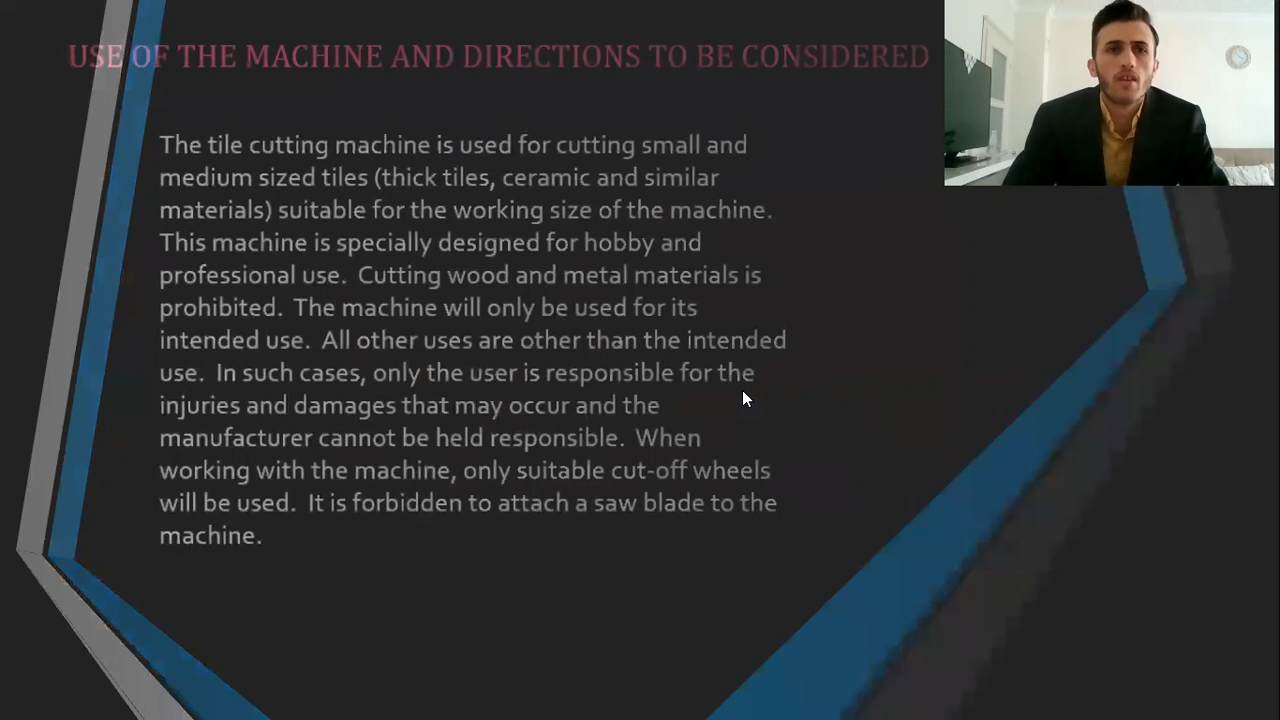 USE OF THE MACHINE AND DIRECTIONS TO BE CONSIDERED
The tile cutting machine is used for cutting small and
medium sized tiles (thick tiles, ceramic and similar
materials) suitable for the working size of the machine.
This machine is specially designed for hobby and
professional use.  Cutting wood and metal materials is
prohibited.  The machine will only be used for its
intended use.  All other uses are other than the intended
use.  In such cases, only the user is responsible for the
injuries and damages that may occur and the
manufacturer cannot be held responsible.  When
working with the machine, only suitable cut-off wheels
will be used.  It is forbidden to attach a saw blade to the
machine.